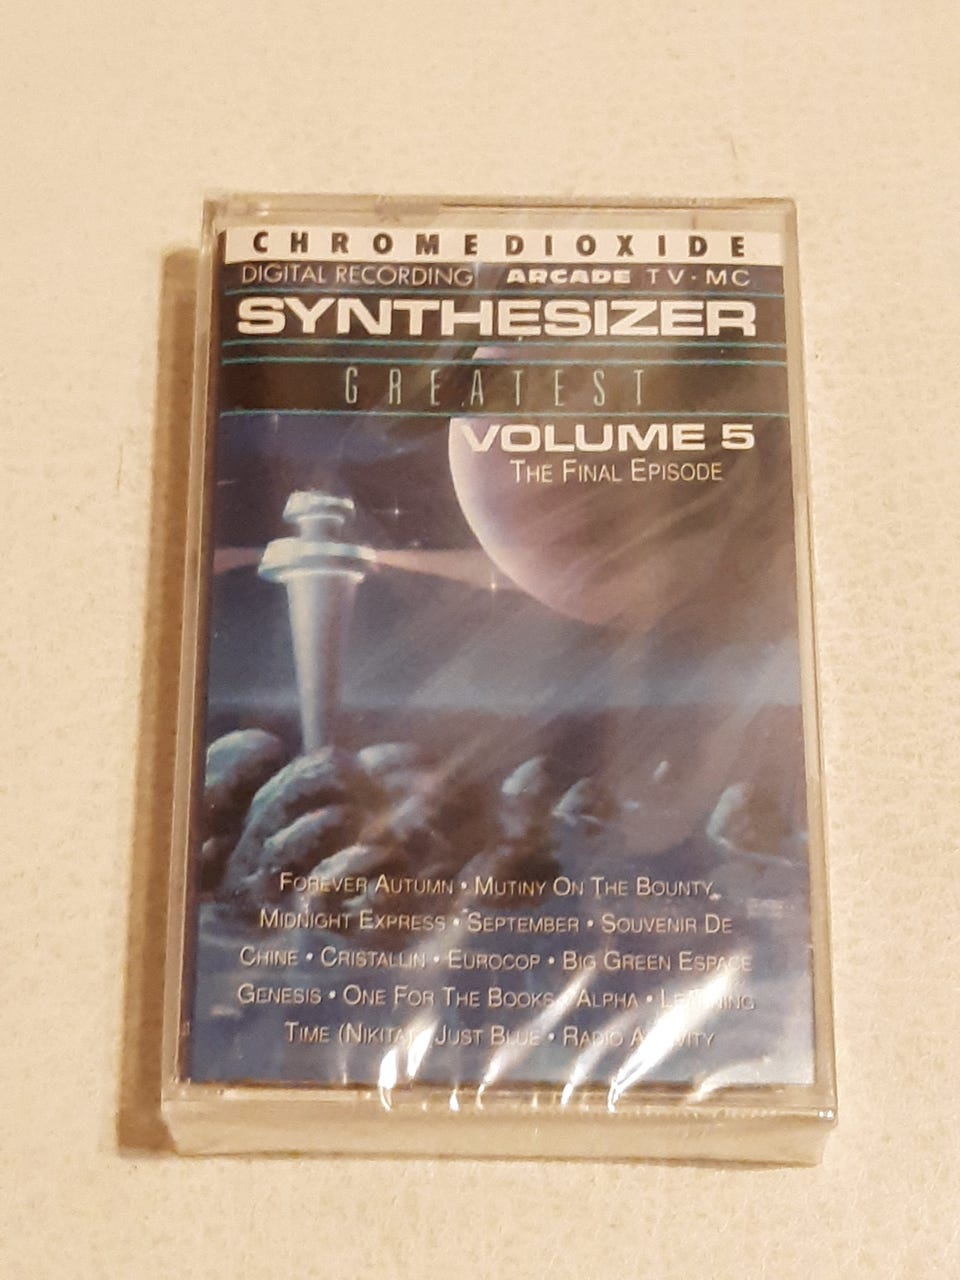 CHROMEDIOXIDE
DIGITAL RECORDING ARCADE TV·MC
SYNTHESIZER
GREATEST
VOLUME 5
THE FINAL EPISODE
FOREVER AUTUMN • MUTINY ON THE BOUNTY
MIDNIGHT EXPRESS • SEPTEMBER • SOUVENIR DE
CHINE • CRISTALLIN • EUROCOP • BIG GREEN ESPACE
GENESIS • ONE FOR THE BOOKS • ALPHA •
TIME (NIKITA) • JUST BLUE • RADIO ACTIVITY